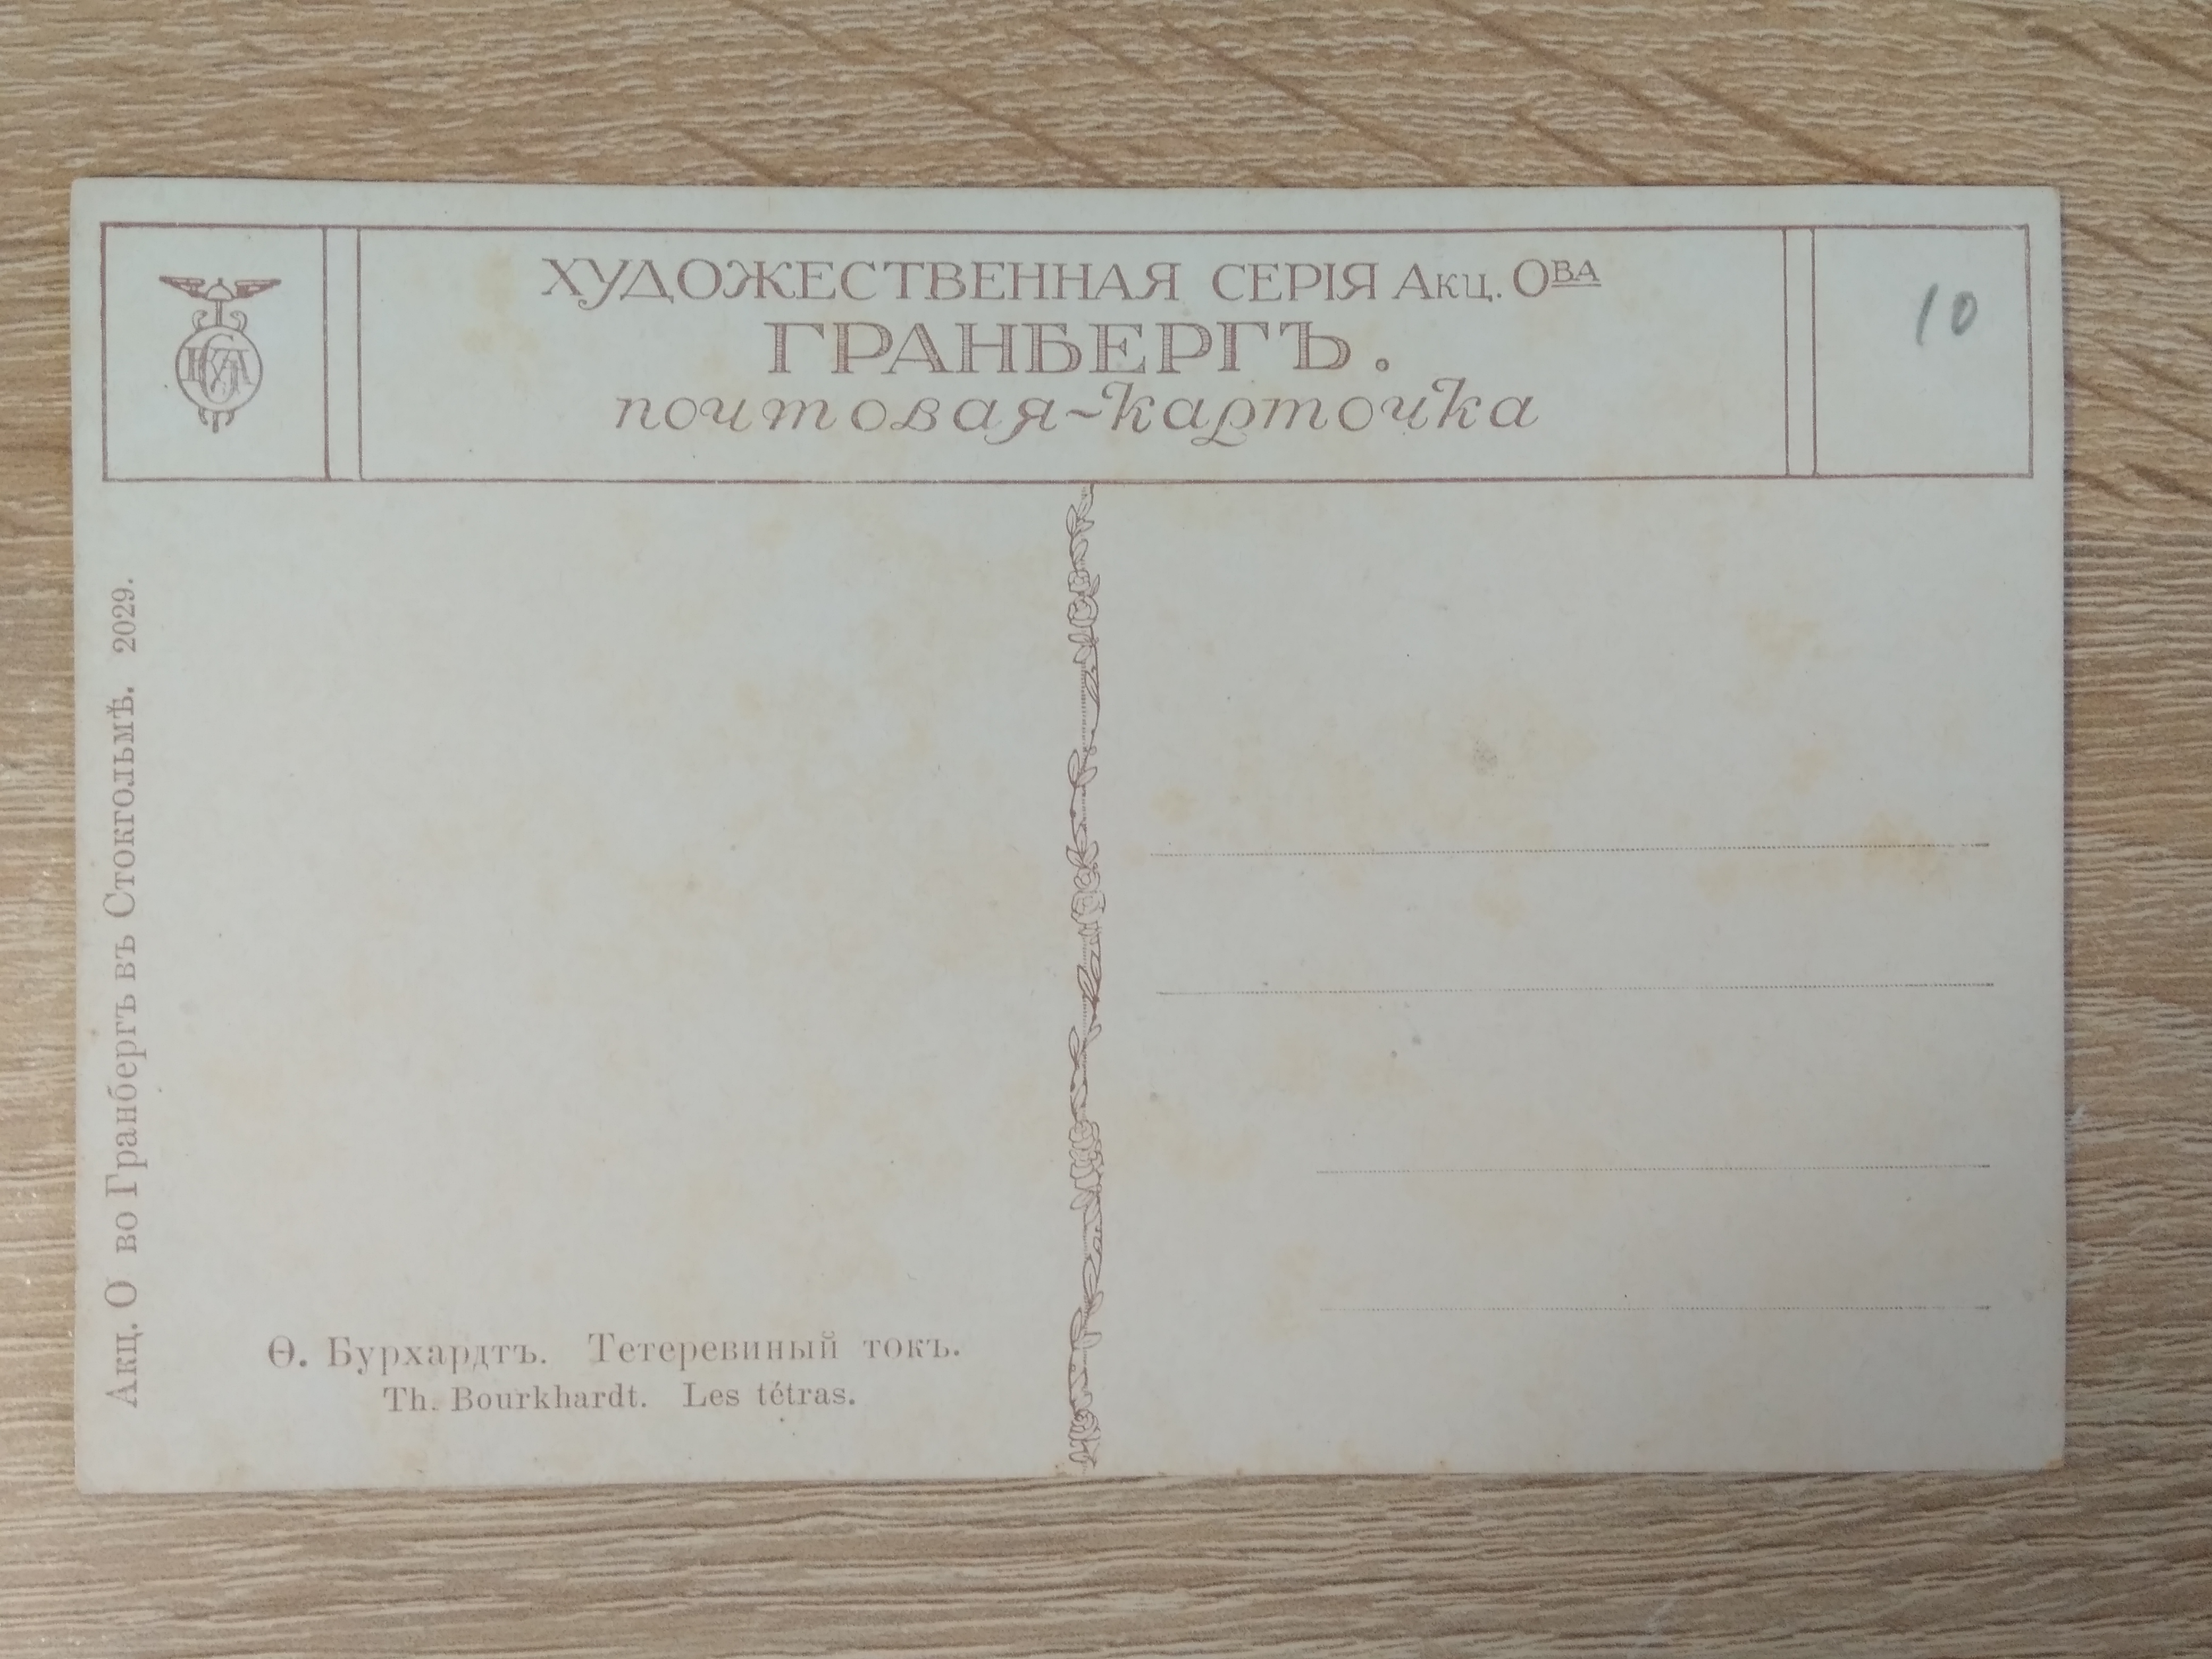 ХУДОЖЕСТВЕННАЯ СЕРІЯ Акц. Ова
ГРАНБЕРГЪ.
почтовая-карточка
10
Акц. О во Гранбергъ въ Стокгольмѣ. 2029.
Ѳ. Бурхардтъ. Тетеревиный токъ.
Th. Bourkhardt. Les tétras.